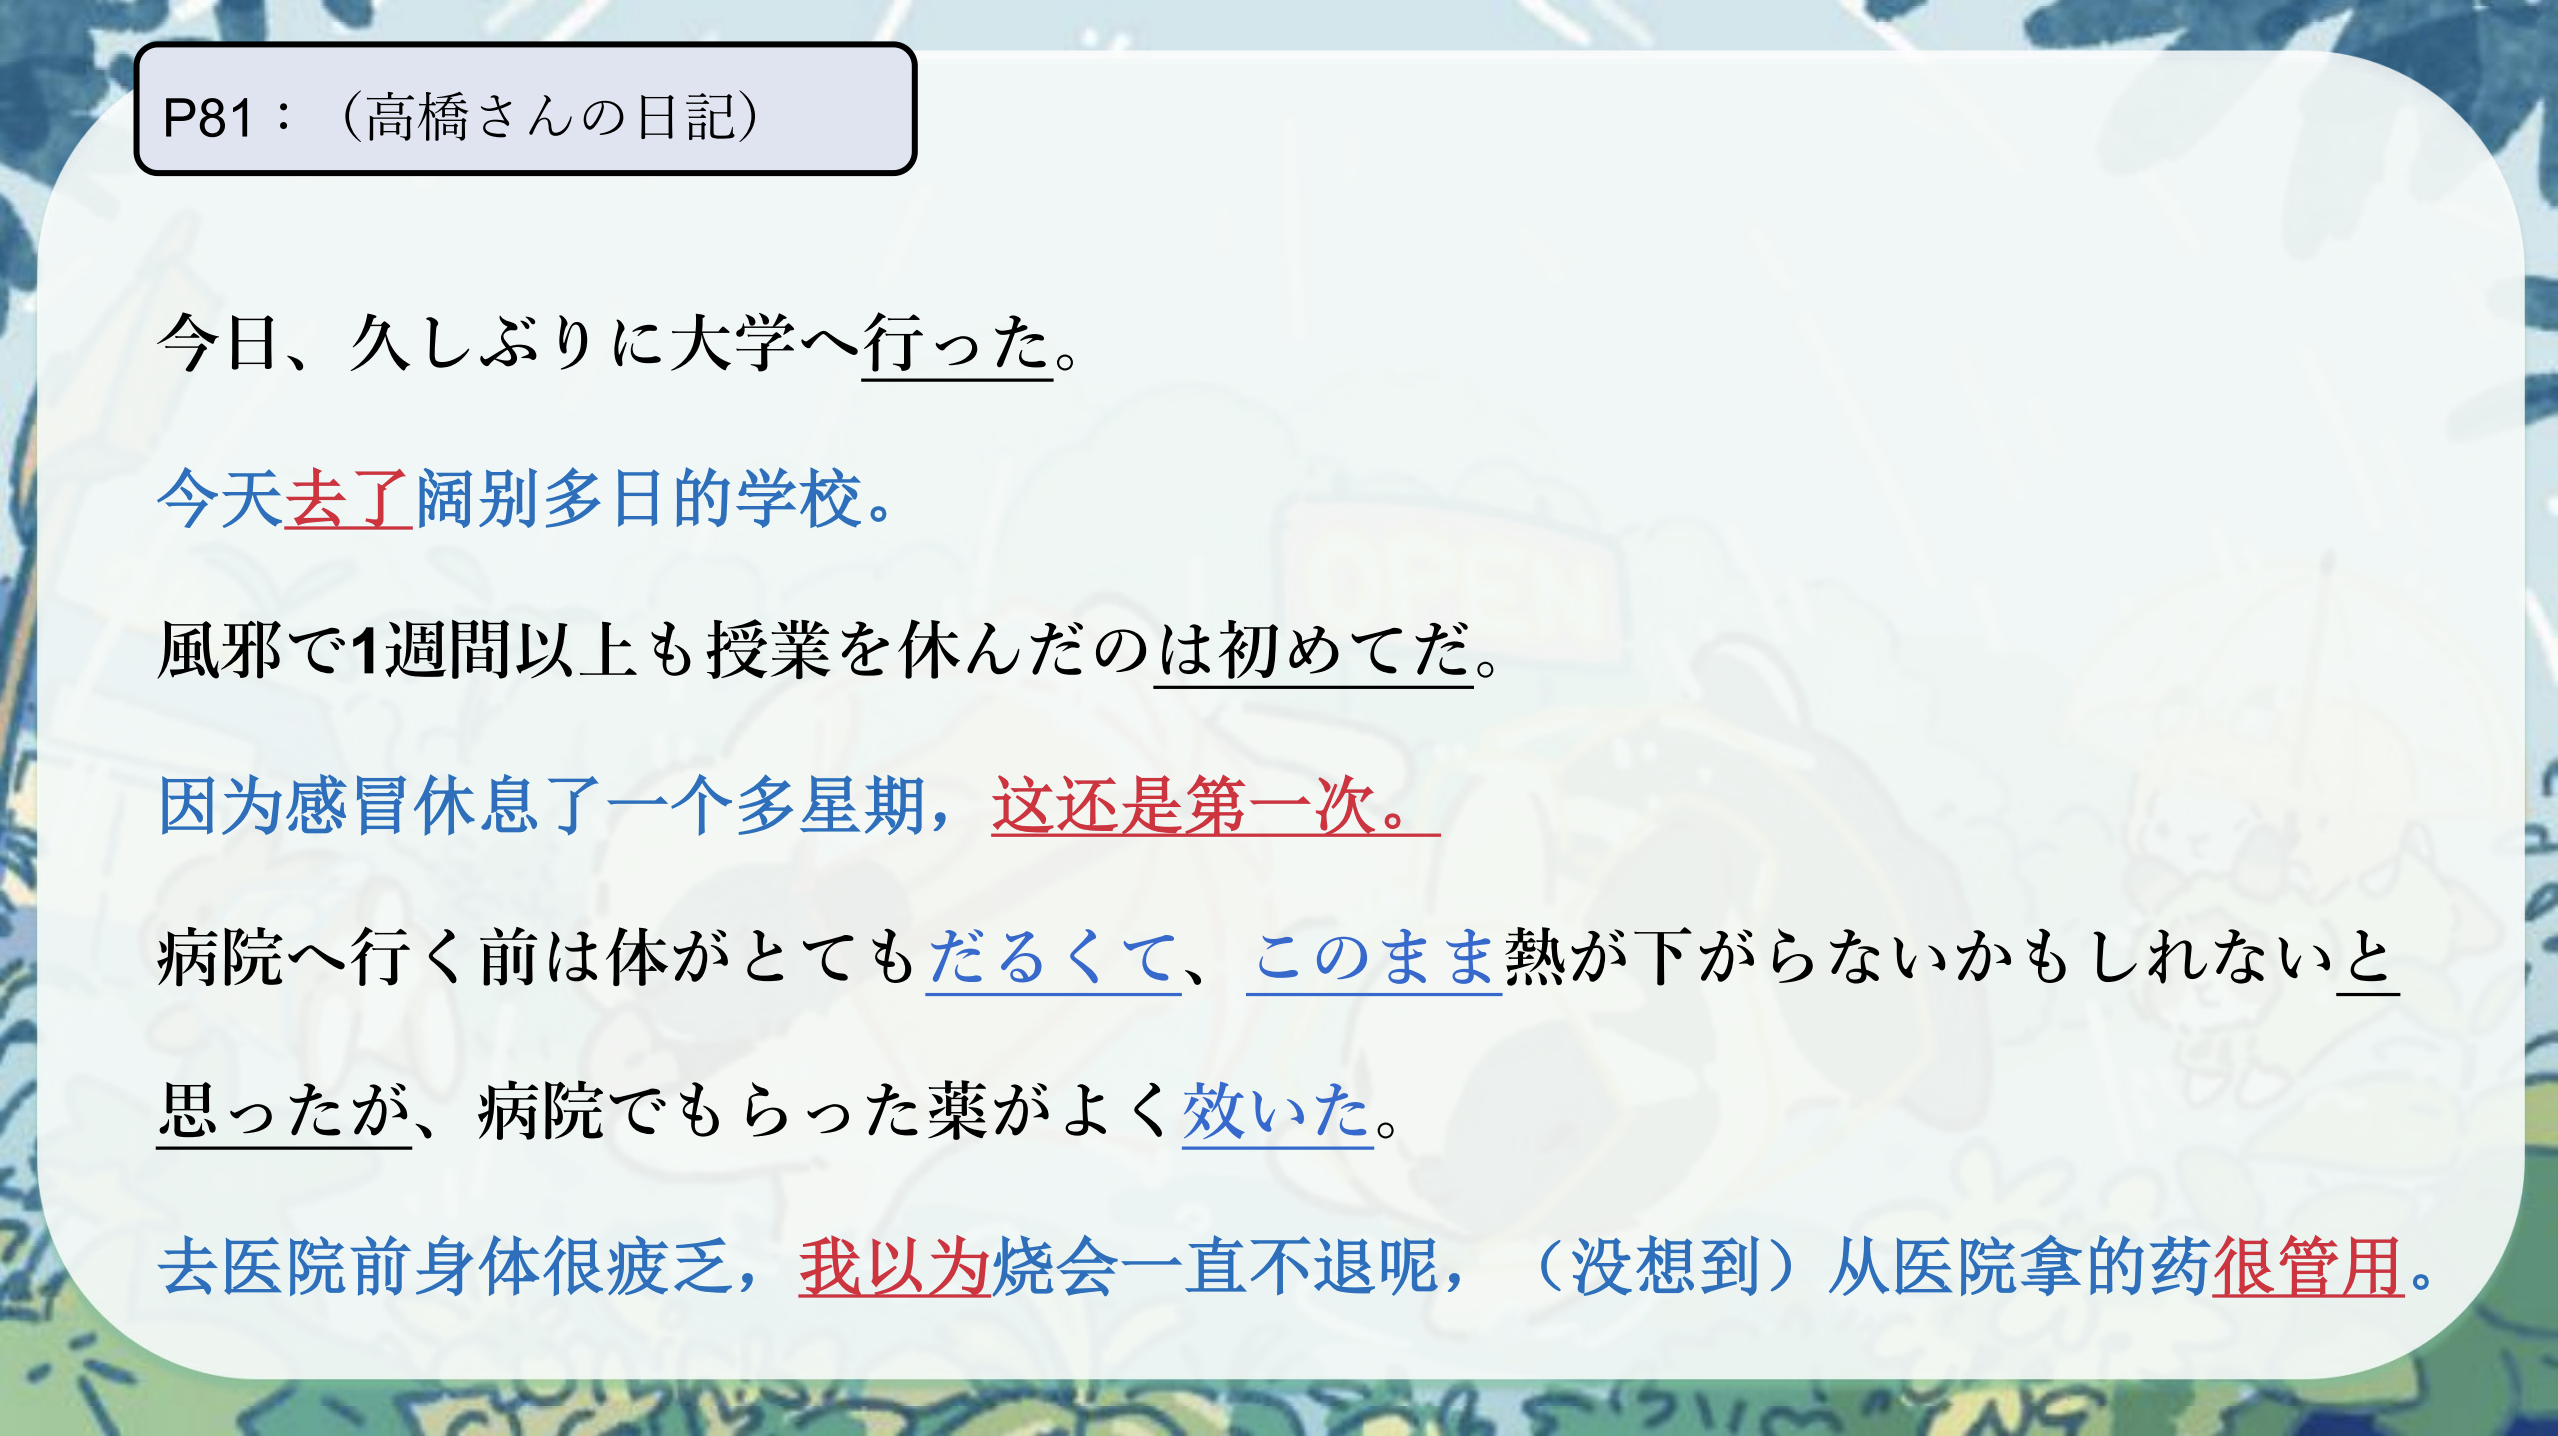 P81：（高橋さんの日記）
今日、久しぶりに大学へ行った。
今天去了阔别多日的学校。
風邪で1週間以上も授業を休んだのは初めてだ。
因为感冒休息了一个多星期，这还是第一次。
病院へ行く前は体がとてもだるくて、このまま熱が下がらないかもしれないと
思ったが、病院でもらった薬がよく効いた。
去医院前身体很疲乏，我以为烧会一直不退呢，（没想到）从医院拿的药很管用。
OPEN